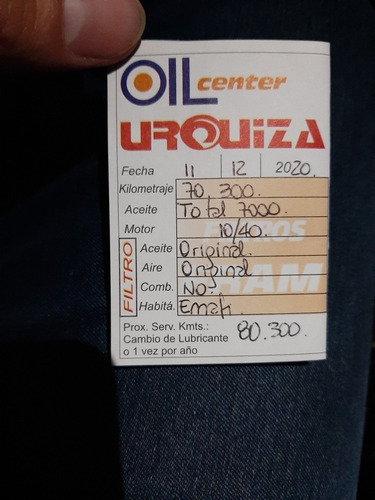 OIL center
URQUIZA
Fecha 11 12 2020.
Kilometraje 70,300.
Aceite Total 7000.
Motor 10/40.
FILTRO
Aceite Original.
Aire Original
Comb. No.
Habitá.
Prox. Serv. Kmts.: 80.300.
Cambio de Lubricante
o 1 vez por año